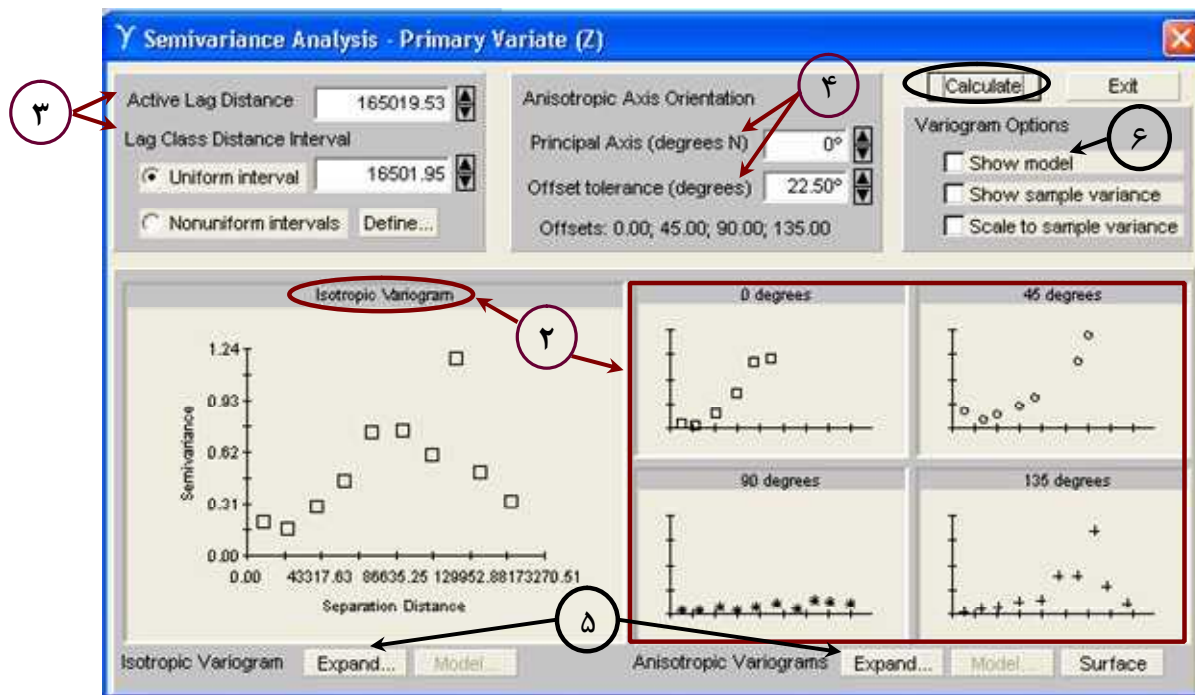 γ Semivariance Analysis - Primary Variate (Z)
۳
Active Lag Distance 165019.53
Lag Class Distance Interval
Uniform interval 16501.95
Nonuniform intervals Define...
Anisotropic Axis Orientation
۴
Principal Axis (degrees N) 0°
Offset tolerance (degrees) 22.50°
Offsets: 0.00; 45.00; 90.00; 135.00
Calculate Exit
Variogram Options
۶
Show model
Show sample variance
Scale to sample variance
Isotropic Variogram
۲
1.24
0.93
0.62
0.31
0.00
Semivariance
0.00 43317.63 86635.25 129952.88173270.51
Separation Distance
0 degrees
45 degrees
90 degrees
135 degrees
۵
Isotropic Variogram Expand... Model...
Anisotropic Variograms Expand... Model... Surface